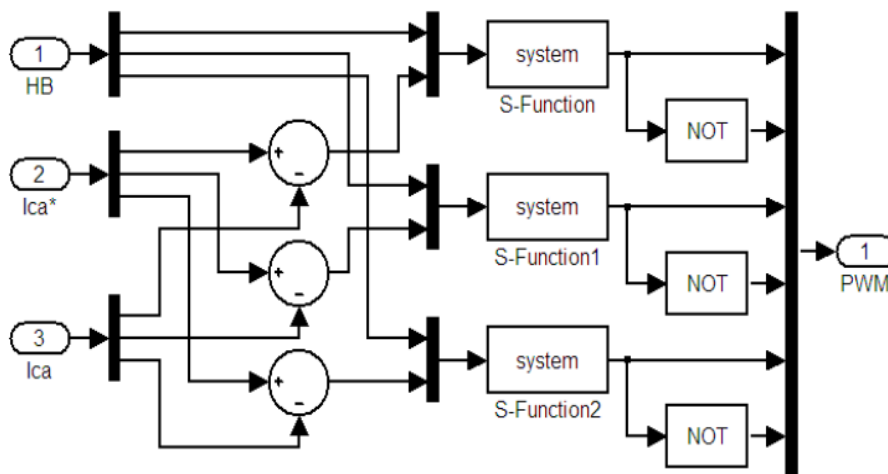 1
HB
2
Ica*
3
Ica
+
-
+
-
+
-
system
S-Function
NOT
system
S-Function1
NOT
system
S-Function2
NOT
1
PWM